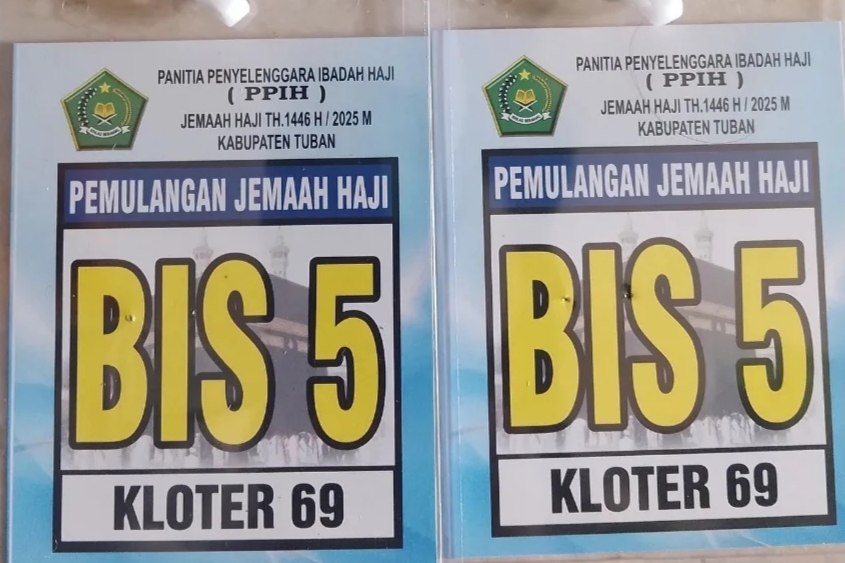 PANITIA PENYELENGGARA IBADAH HAJI
( PPIH )
JEMAAH HAJI TH.1446 H / 2025 M
KABUPATEN TUBAN
PEMULANGAN JEMAAH HAJI
BIS 5
KLOTER 69
PANITIA PENYELENGGARA IBADAH HAJI
( PPIH )
JEMAAH HAJI TH.1446 H / 2025 M
KABUPATEN TUBAN
PEMULANGAN JEMAAH HAJI
BIS 5
KLOTER 69